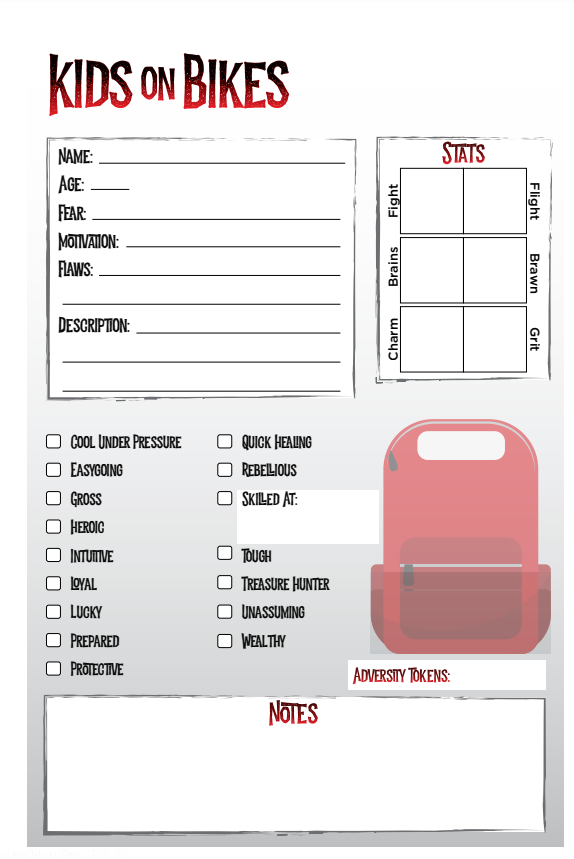 KIDS ON BIKES
NAME:
AGE:
FEAR:
MOTIVATION:
FLAWS:
DESCRIPTION:
STATS
Fight
Flight
Brains
Brawn
Charm
Grit
COOL UNDER PRESSURE
EASYGOING
GROSS
HEROIC
INTUITIVE
LOYAL
LUCKY
PREPARED
PROTECTIVE
QUICK HEALING
REBELLIOUS
SKILLED AT:
TOUGH
TREASURE HUNTER
UNASSUMING
WEALTHY
ADVERSITY TOKENS:
NOTES